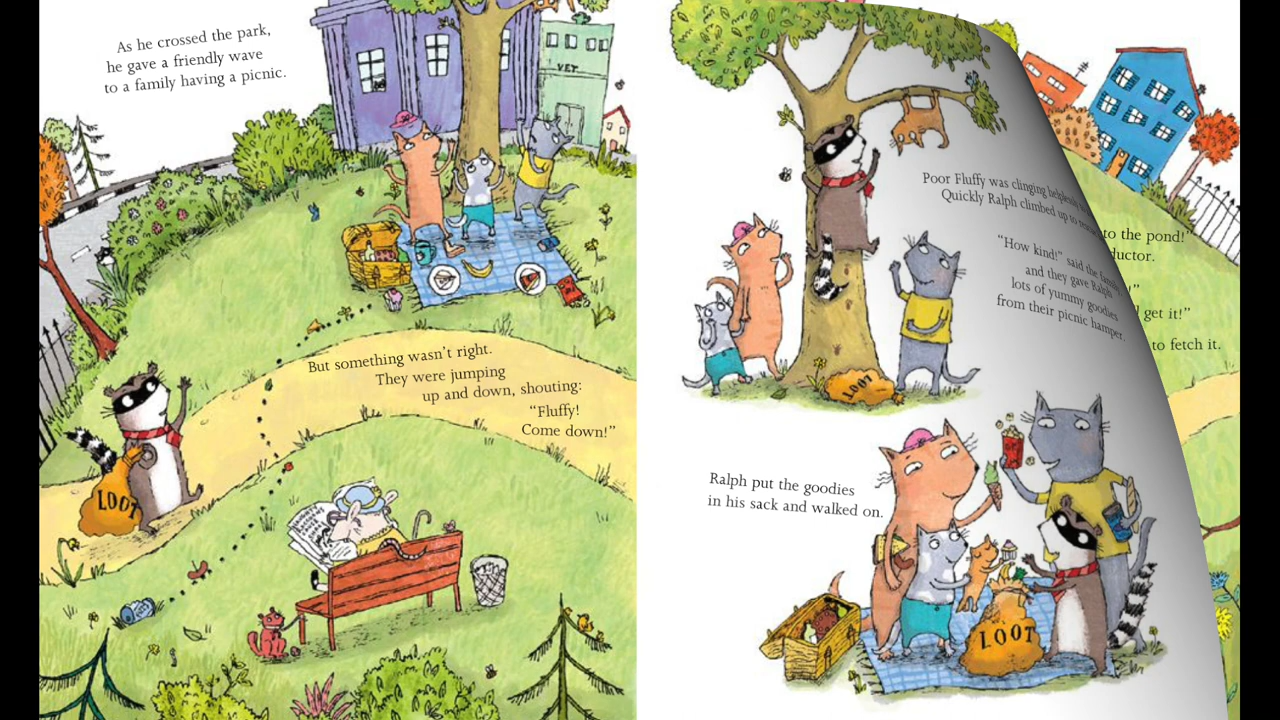 As he crossed the park,
he gave a friendly wave
to a family having a picnic.
VET
But something wasn't right.
They were jumping
up and down, shouting:
"Fluffy!
Come down!"
LOOT
Poor Fluffy was clinging helplessly
Quickly Ralph climbed up to
"How kind!" said the family,
and they gave Ralph
lots of yummy goodies
from their picnic hamper.
LOOT
Ralph put the goodies
in his sack and walked on.
LOOT
to the pond!"
get it!"
to fetch it.